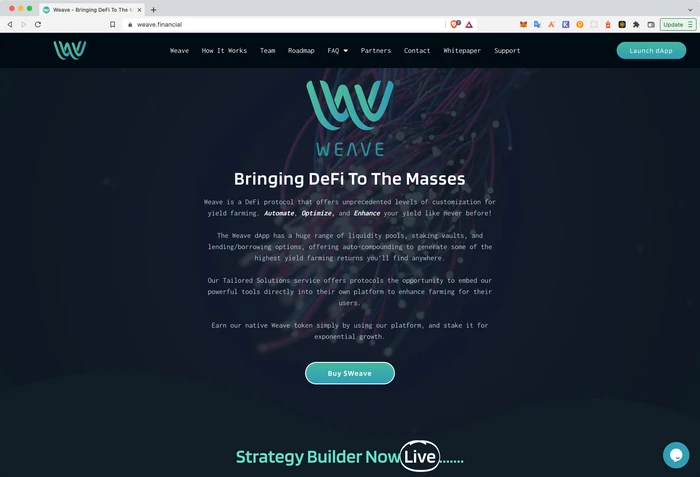 Weave – Bringing DeFi To The M
weave.financial
Update
Weave How It Works Team Roadmap FAQ Partners Contact Whitepaper Support
Launch dApp
WEAVE
Bringing DeFi To The Masses
Weave is a DeFi protocol that offers unprecedented levels of customization for
yield farming. Automate, Optimize, and Enhance your yield like never before!
The Weave dApp has a huge range of liquidity pools, staking vaults, and
lending/borrowing options, offering auto-compounding to generate some of the
highest yield farming returns you'll find anywhere.
Our Tailored Solutions service offers protocols the opportunity to embed our
powerful tools directly into their own platform to enhance farming for their
users.
Earn our native Weave token simply by using our platform, and stake it for
exponential growth.
Buy $Weave
Strategy Builder Now Live.......